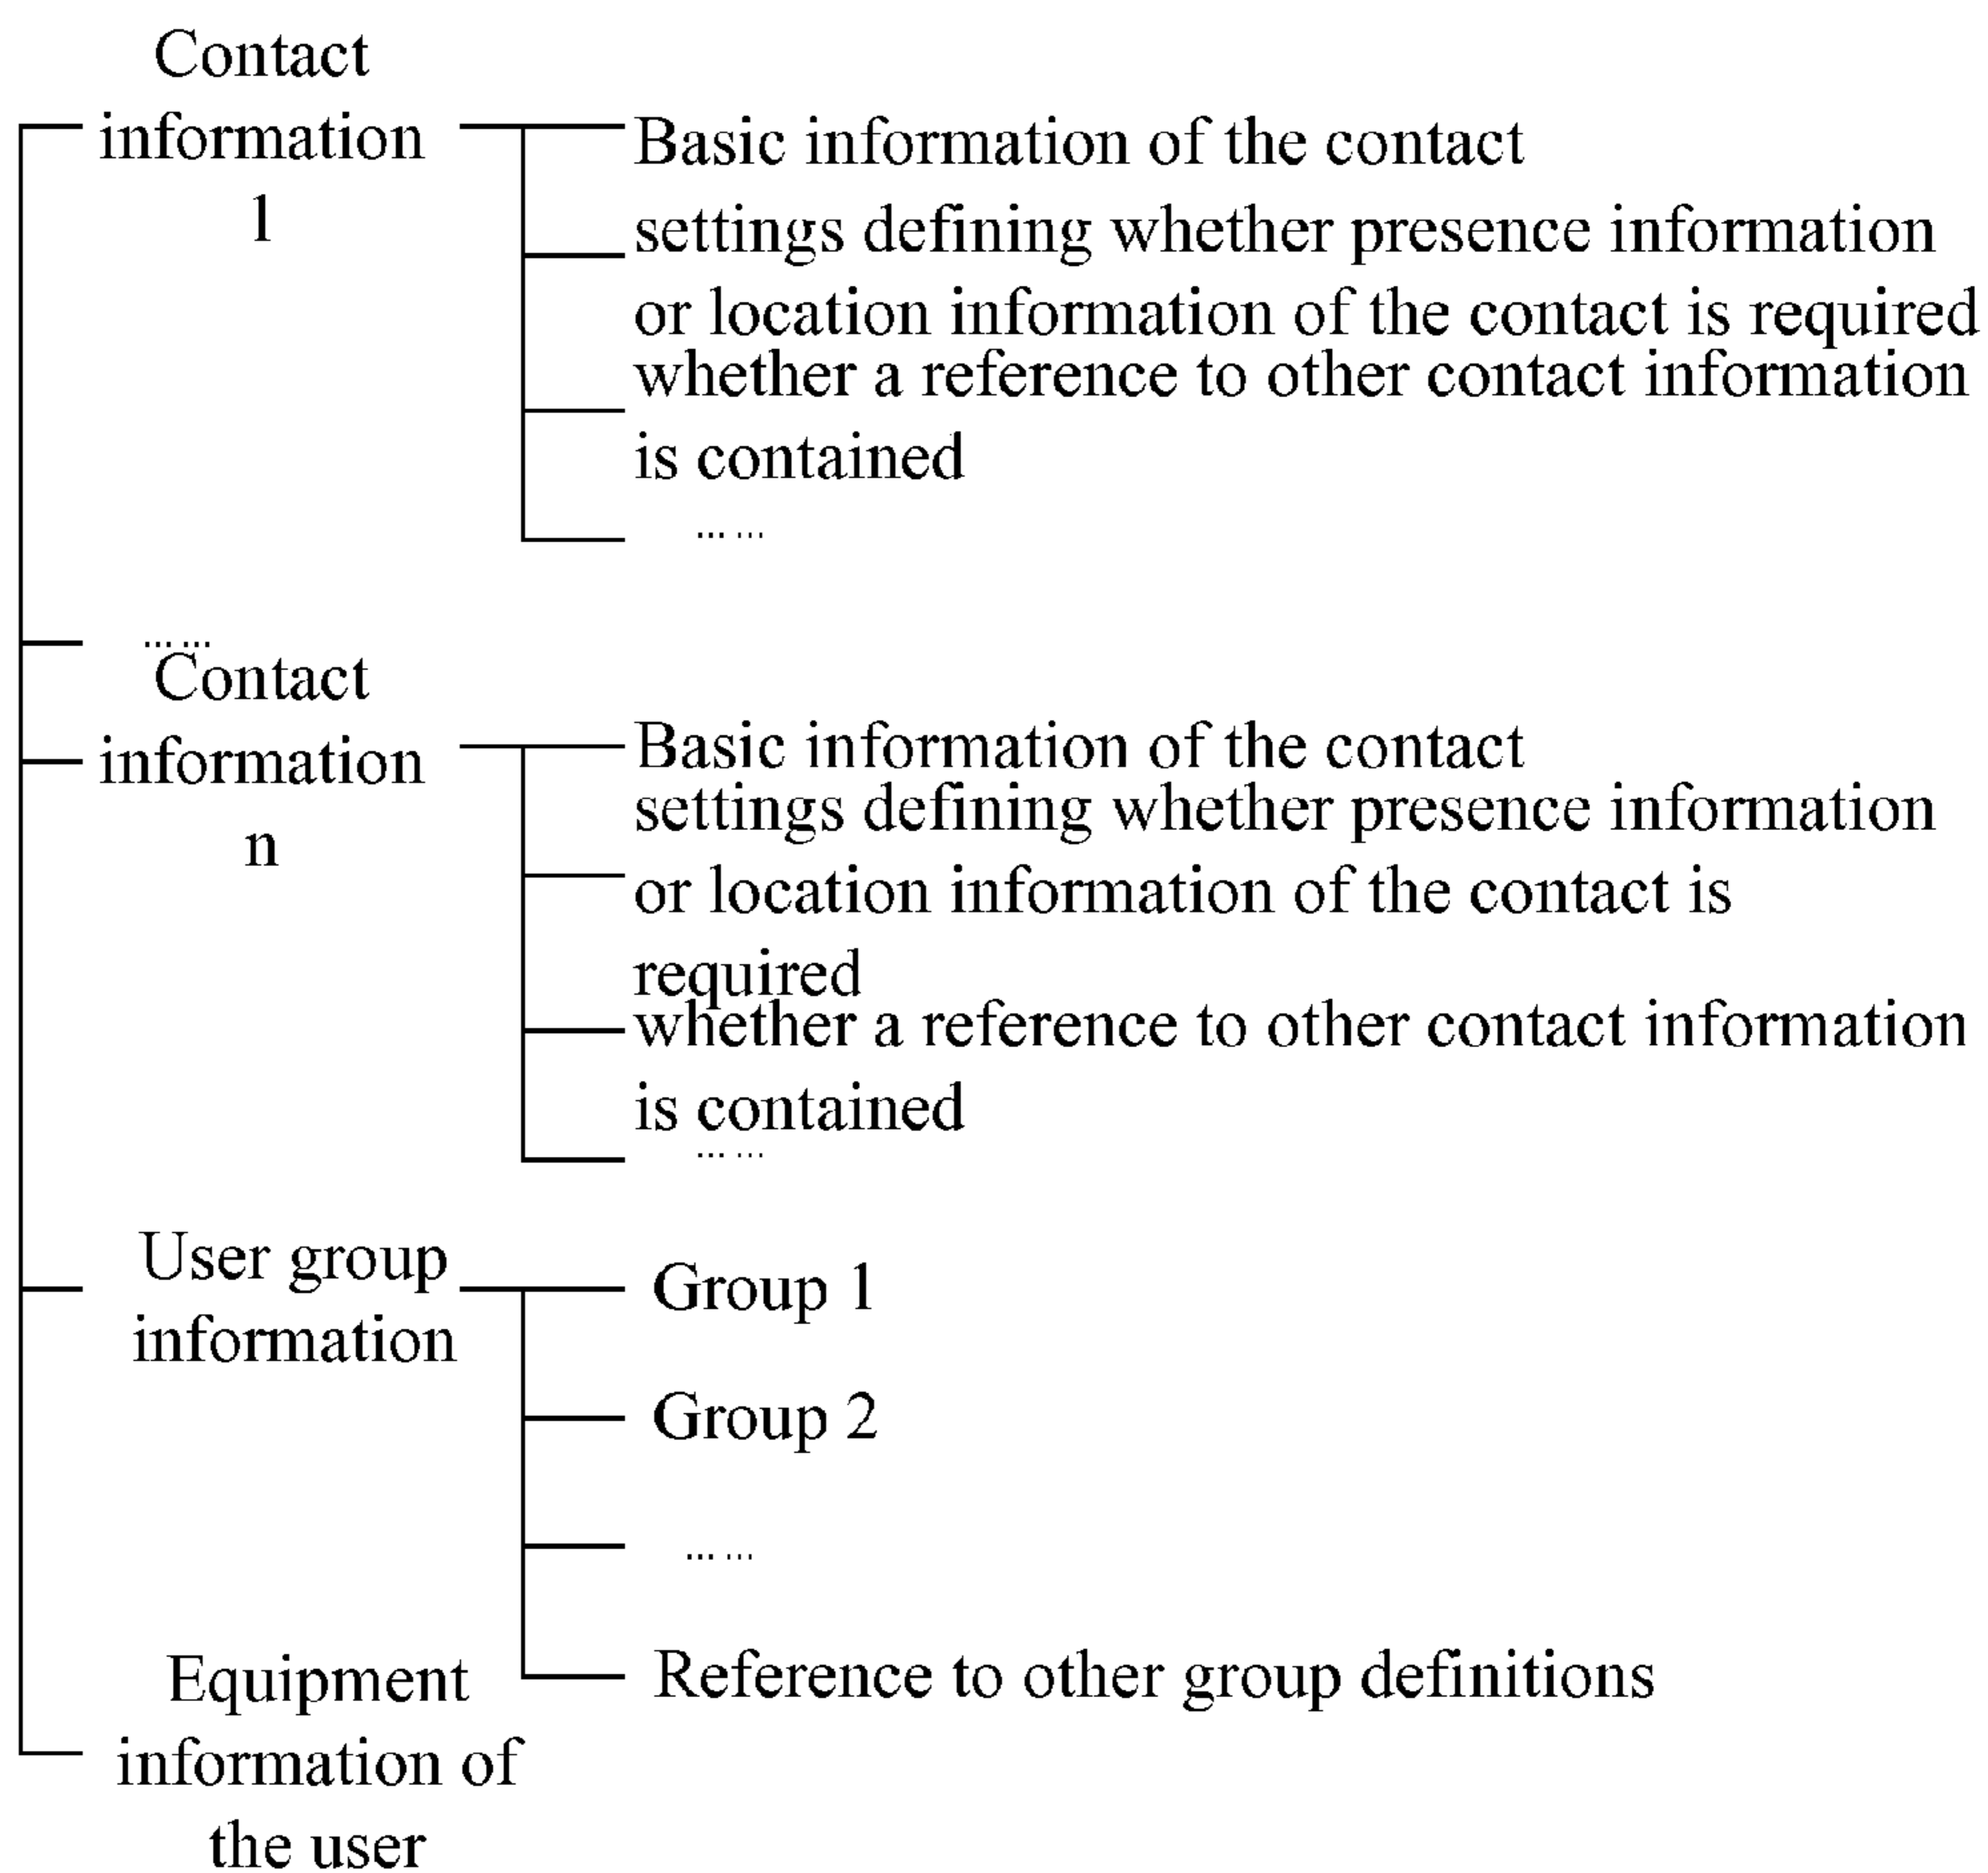 Contact
information
1
Basic information of the contact
settings defining whether presence information
or location information of the contact is required
whether a reference to other contact information
is contained
... ...
... ...
Contact
information
n
Basic information of the contact
settings defining whether presence information
or location information of the contact is
required
whether a reference to other contact information
is contained
... ...
User group
information
Group 1
Group 2
... ...
Reference to other group definitions
Equipment
information of
the user